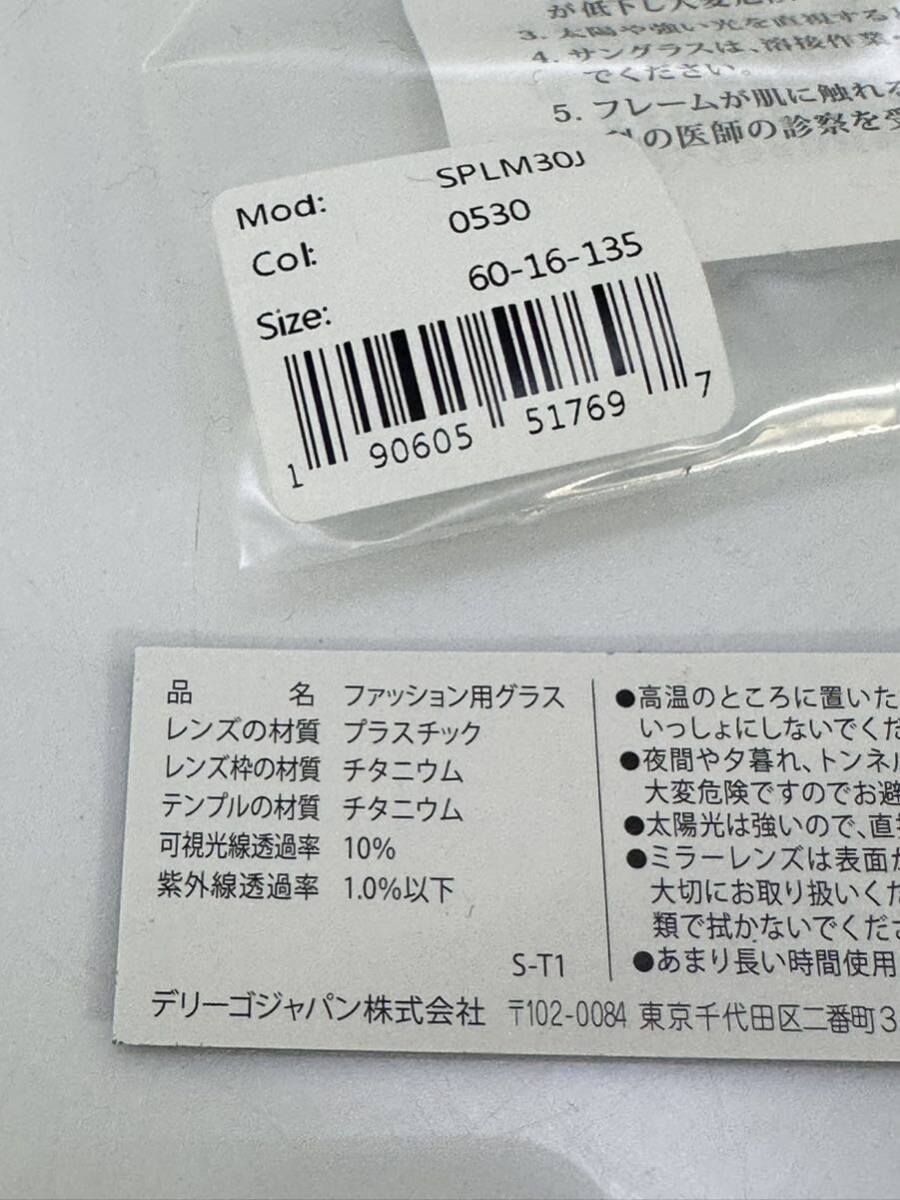 が低下し大変危険
3. 太陽や強い光を直視する
4. サングラスは、溶接作業・
でください。
5. フレームが肌に触れる
の医師の診察を受
Mod: SPLM30J
Col: 0530
Size: 60-16-135
1 90605 51769 7
品 名 ファッション用グラス
レンズの材質 プラスチック
レンズ枠の材質 チタニウム
テンプルの材質 チタニウム
可視光線透過率 10%
紫外線透過率 1.0%以下
S-T1
●高温のところに置いた
いっしょにしないでくだ
●夜間や夕暮れ、トンネル
大変危険ですのでお避
●太陽光は強いので、直接
●ミラーレンズは表面が
大切にお取り扱いくだ
類で拭かないでくださ
●あまり長い時間使用
デリーゴジャパン株式会社 〒102-0084 東京千代田区二番町3